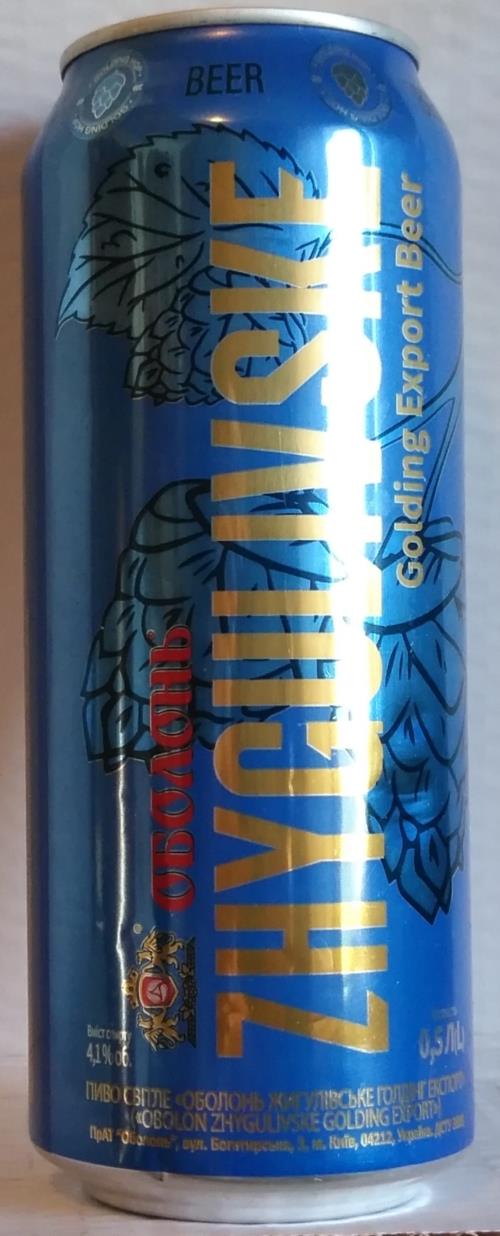 BEER
ZHYGULIVSKE
Golding Export Beer
ОБОЛОНЬ
®
Вміст спирту
4,1% об.
0,5 Л(L)
ПИВО СВІТЛЕ «ОБОЛОНЬ ЖИГУЛІВСЬКЕ ГОЛДІНГ ЕКСПОРТ»
(«OBOLON ZHYGULIVSKE GOLDING EXPORT»)
ПрАТ "Оболонь", вул. Богатирська, 3, м. Київ, 04212, Україна. ДСТУ